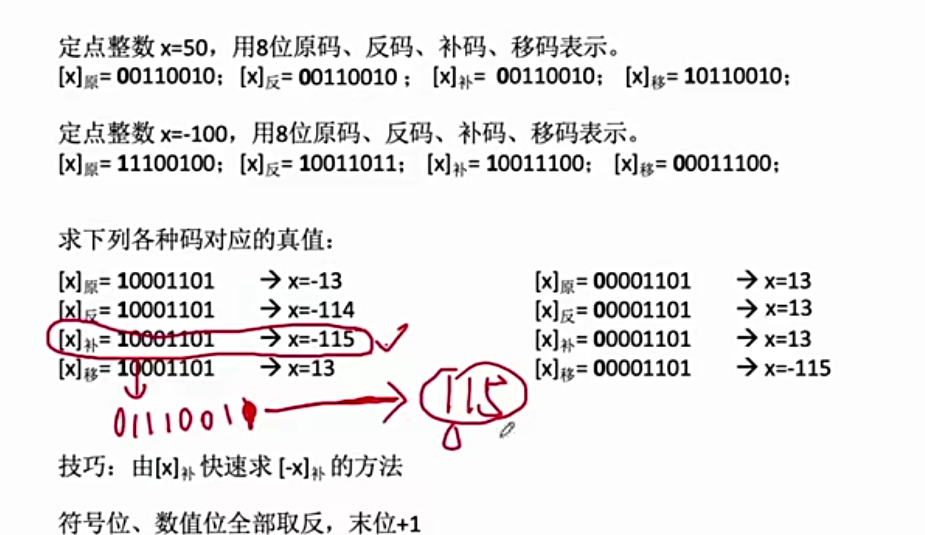 定点整数 x=50，用8位原码、反码、补码、移码表示。
[x]原= 00110010；[x]反= 00110010； [x]补= 00110010； [x]移= 10110010；
定点整数 x=-100，用8位原码、反码、补码、移码表示。
[x]原= 11100100；[x]反= 10011011； [x]补= 10011100； [x]移= 00011100；
求下列各种码对应的真值：
[x]原= 10001101 → x=-13 [x]原= 00001101 → x=13
[x]反= 10001101 → x=-114 [x]反= 00001101 → x=13
[x]补= 10001101 → x=-115 [x]补= 00001101 → x=13
[x]移= 10001101 → x=13 [x]移= 00001101 → x=-115
0111001 115
技巧：由[x]补 快速求 [-x]补 的方法
符号位、数值位全部取反，末位+1